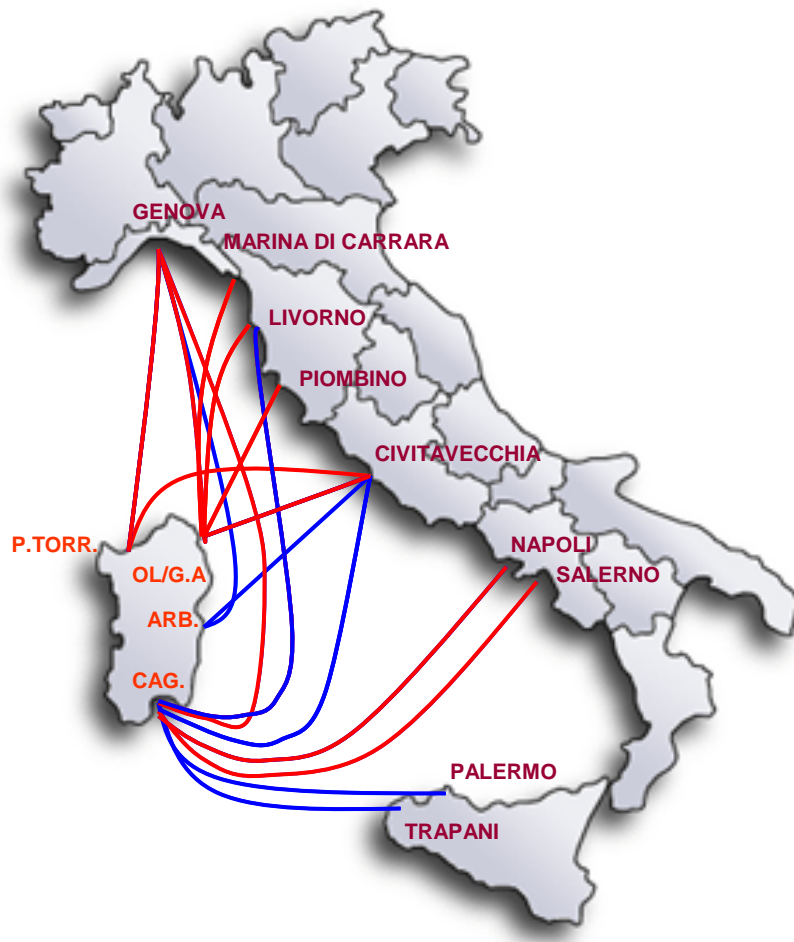 GENOVA
MARINA DI CARRARA
LIVORNO
PIOMBINO
CIVITAVECCHIA
P.TORR.
NAPOLI
OL/G.A
SALERNO
ARB.
CAG.
PALERMO
TRAPANI